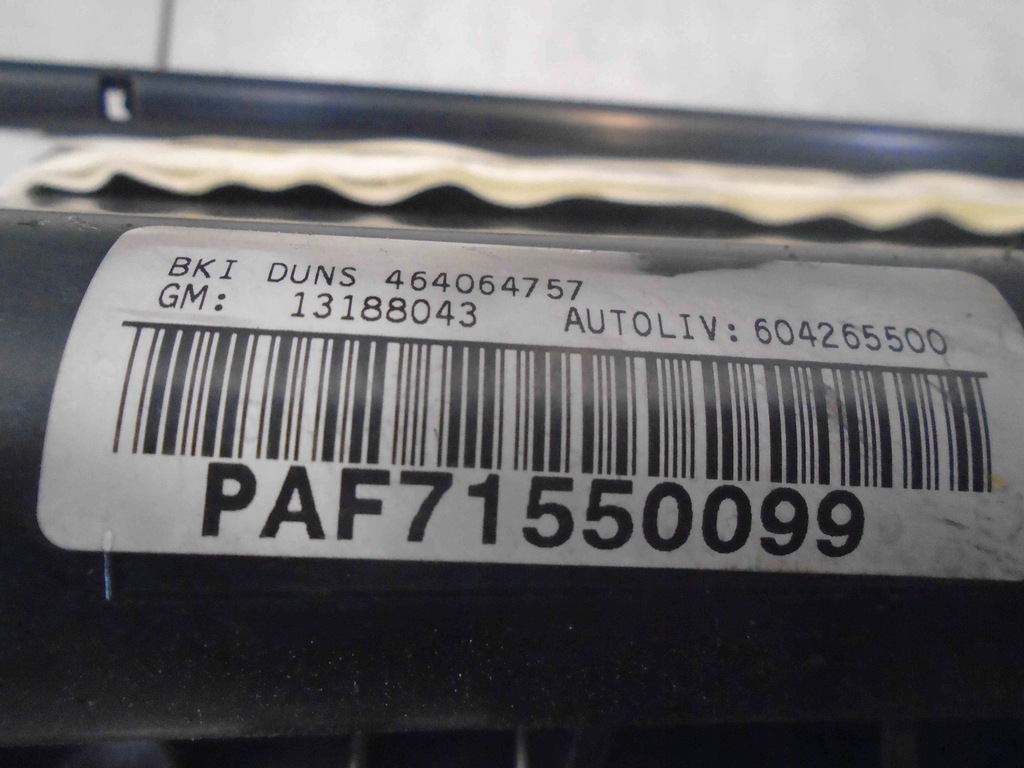 BKI DUNS 464064757
GM: 13188043 AUTOLIV: 604265500
PAF71550099